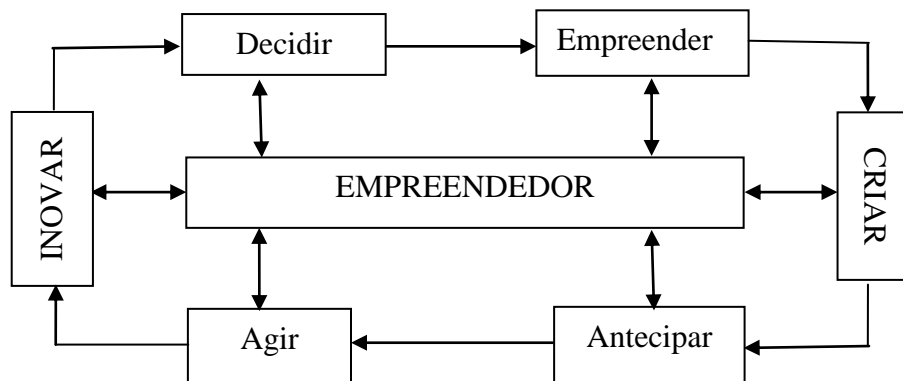 Decidir
Empreender
INOVAR
EMPREENDEDOR
CRIAR
Agir
Antecipar